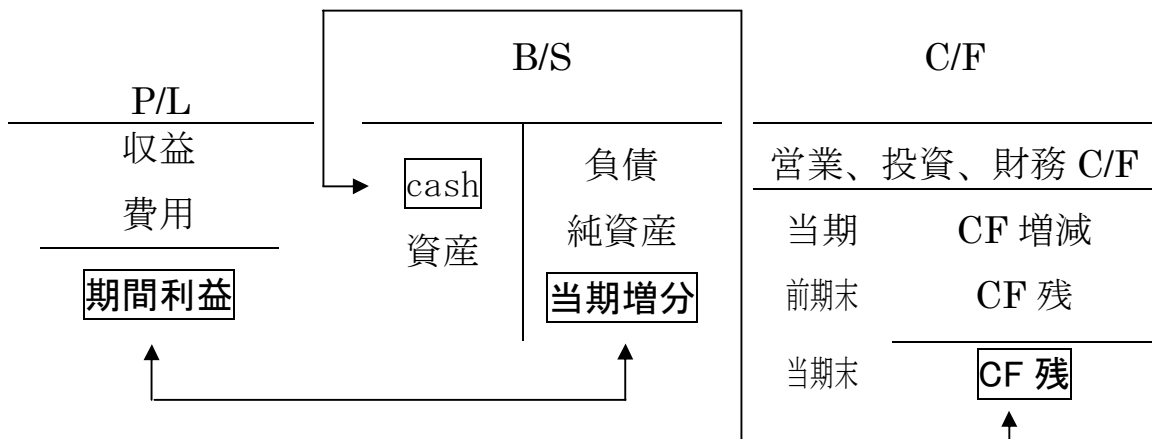 P/L
収益
費用
期間利益
B/S
cash
資産
負債
純資産
当期増分
C/F
営業、投資、財務 C/F
当期 CF 増減
前期末 CF 残
当期末 CF 残